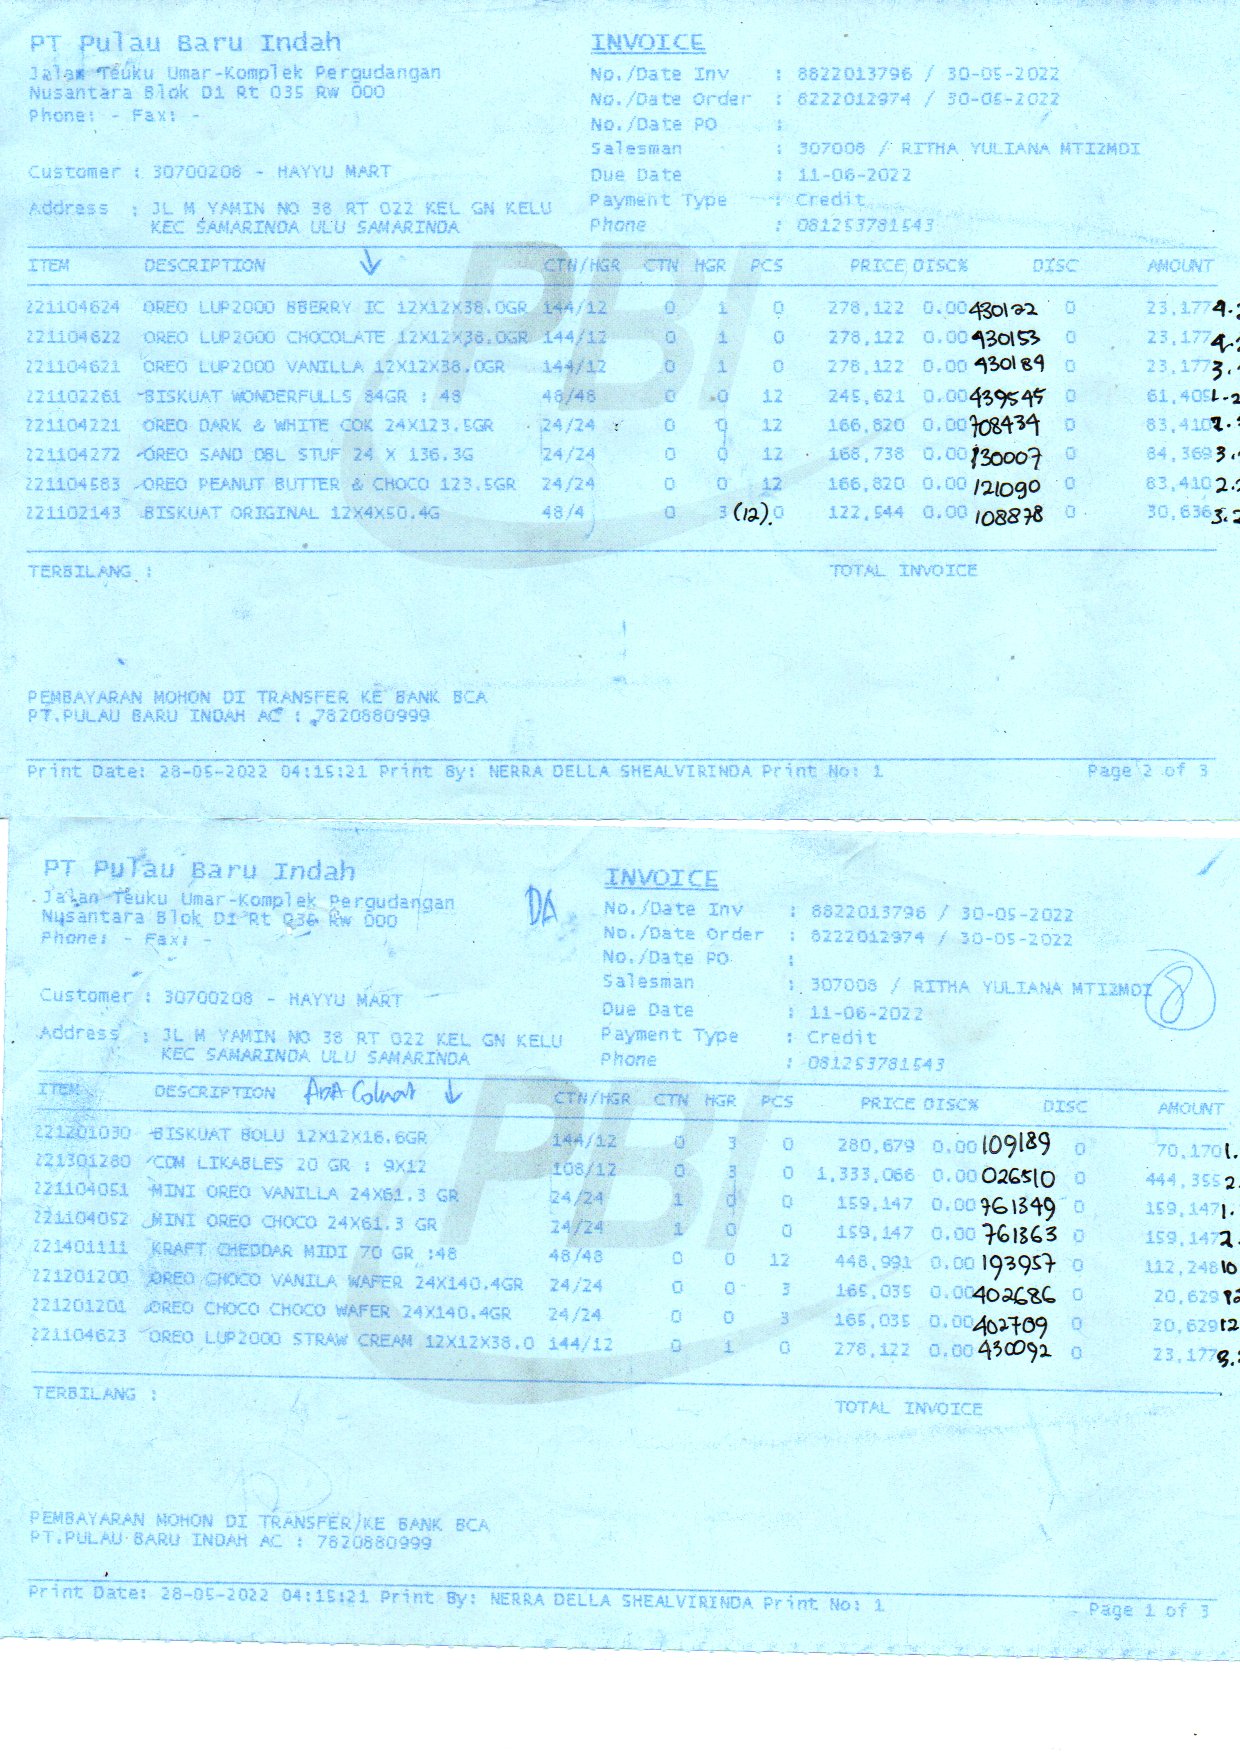 PT Pulau Baru Indah
INVOICE
Jalan Teuku Umar-Komplek Pergudangan
Nusantara Blok D1 Rt 035 Rw 000
Phone: - Fax: -
No./Date Inv : 8822013796 / 30-05-2022
No./Date Order : 8222012974 / 30-05-2022
No./Date PO :
Salesman : 307008 / RITHA YULIANA MTI2MDI
Customer : 30700208 - HAYYU MART
Due Date : 11-06-2022
Address : JL M YAMIN NO 38 RT 022 KEL GN KELU
KEC SAMARINDA ULU SAMARINDA
Payment Type : Credit
Phone : 081253781543
ITEM DESCRIPTION ↓ CTN/HGR CTN HGR PCS PRICE DISC% DISC AMOUNT
221104624 OREO LUP2000 BBERRY IC 12X12X38.0GR 144/12 0 1 0 278,122 0.00 430122 0 23,177
221104622 OREO LUP2000 CHOCOLATE 12X12X38.0GR 144/12 0 1 0 278,122 0.00 430153 0 23,177
221104621 OREO LUP2000 VANILLA 12X12X38.0GR 144/12 0 1 0 278,122 0.00 430184 0 23,177
221102261 BISKUAT WONDERFULLS 84GR : 48 48/48 0 0 12 245,621 0.00 439545 0 61,405
221104221 OREO DARK & WHITE COK 24X123.5GR 24/24 0 0 12 166,820 0.00 708434 0 83,410
221104272 OREO SAND DBL STUF 24 X 136.3G 24/24 0 0 12 168,738 0.00 130007 0 84,369
221104583 OREO PEANUT BUTTER & CHOCO 123.5GR 24/24 0 0 12 166,820 0.00 121090 0 83,410
221102143 BISKUAT ORIGINAL 12X4X50.4G 48/4 0 3 (12) 0 122,544 0.00 108878 0 30,636
TERBILANG : TOTAL INVOICE
PEMBAYARAN MOHON DI TRANSFER KE BANK BCA
PT.PULAU BARU INDAH AC : 7820880999
Print Date: 28-05-2022 04:15:21 Print By: NERRA DELLA SHEALVIRINDA Print No: 1 Page 2 of 3
PT Pulau Baru Indah
INVOICE
Jalan Teuku Umar-Komplek Pergudangan
Nusantara Blok D1 Rt 035 Rw 000
Phone: - Fax: -
DA
No./Date Inv : 8822013796 / 30-05-2022
No./Date Order : 8222012974 / 30-05-2022
No./Date PO :
Salesman : 307008 / RITHA YULIANA MTI2MDI
8
Customer : 30700208 - HAYYU MART
Due Date : 11-06-2022
Address : JL M YAMIN NO 38 RT 022 KEL GN KELU
KEC SAMARINDA ULU SAMARINDA
Payment Type : Credit
Phone : 081253781543
ITEM DESCRIPTION ↓ CTN/HGR CTN HGR PCS PRICE DISC% DISC AMOUNT
221201030 BISKUAT BOLU 12X12X16.6GR 144/12 0 3 0 280,679 0.00 109189 0 70,170
221301280 CDM LIKABLES 20 GR : 9X12 108/12 0 3 0 1,333,066 0.00 026510 0 444,355
221104051 MINI OREO VANILLA 24X61.3 GR 24/24 1 0 0 159,147 0.00 761349 0 159,147
221104052 MINI OREO CHOCO 24X61.3 GR 24/24 1 0 0 159,147 0.00 761363 0 159,147
221401111 KRAFT CHEDDAR MIDI 70 GR :48 48/48 0 0 12 448,991 0.00 193957 0 112,248
221201200 OREO CHOCO VANILA WAFER 24X140.4GR 24/24 0 0 3 165,035 0.00 402686 0 20,629
221201201 OREO CHOCO CHOCO WAFER 24X140.4GR 24/24 0 0 3 165,035 0.00 402709 0 20,629
221104623 OREO LUP2000 STRAW CREAM 12X12X38.0 144/12 0 1 0 278,122 0.00 430092 0 23,177
TERBILANG : TOTAL INVOICE
PEMBAYARAN MOHON DI TRANSFER KE BANK BCA
PT.PULAU BARU INDAH AC : 7820880999
Print Date: 28-05-2022 04:15:21 Print By: NERRA DELLA SHEALVIRINDA Print No: 1 Page 1 of 3